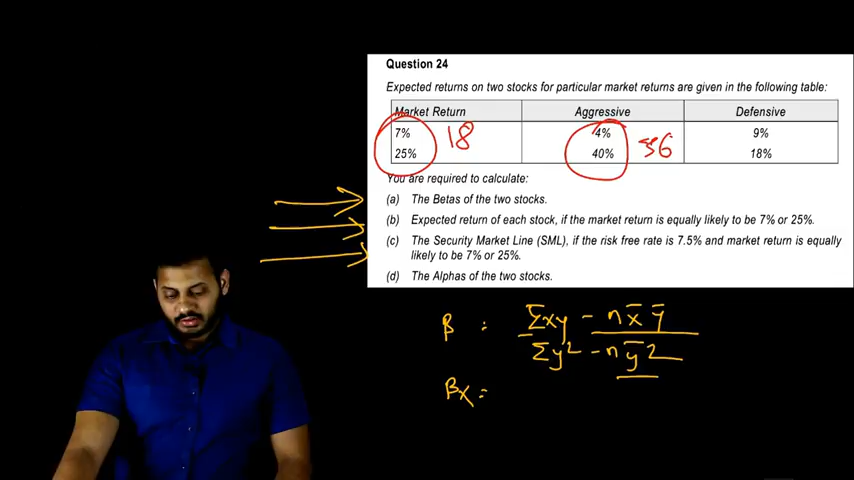 Question 24
Expected returns on two stocks for particular market returns are given in the following table:
Market Return Aggressive Defensive
7% 4% 9%
18 36
25% 40% 18%
You are required to calculate:
(a) The Betas of the two stocks.
(b) Expected return of each stock, if the market return is equally likely to be 7% or 25%.
(c) The Security Market Line (SML), if the risk free rate is 7.5% and market return is equally
likely to be 7% or 25%.
(d) The Alphas of the two stocks.
β = Σxy - n x̅ y̅
Σy² - n y̅²
βx =